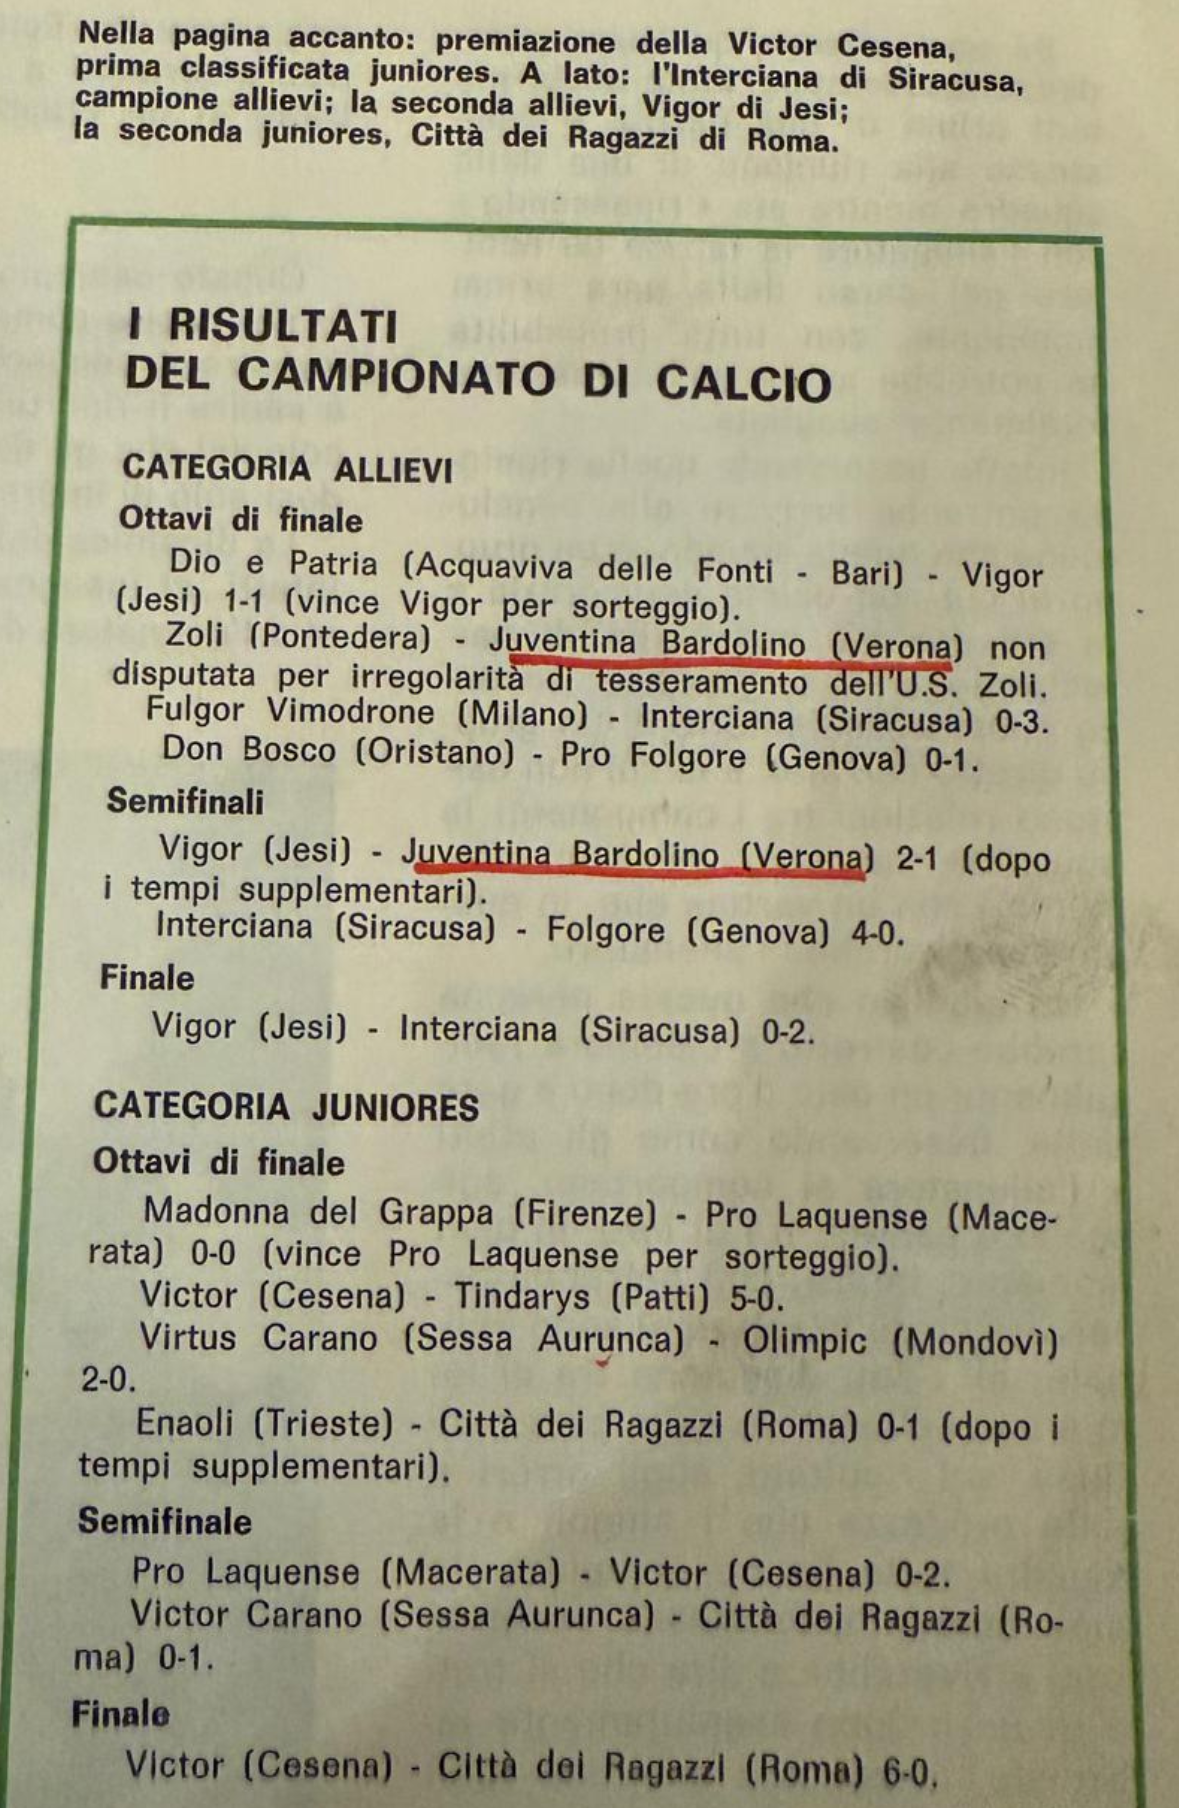 Nella pagina accanto: premiazione della Victor Cesena,
prima classificata juniores. A lato: l'Interciana di Siracusa,
campione allievi; la seconda allievi, Vigor di Jesi;
la seconda juniores, Città dei Ragazzi di Roma.
I RISULTATI
DEL CAMPIONATO DI CALCIO
CATEGORIA ALLIEVI
Ottavi di finale
Dio e Patria (Acquaviva delle Fonti - Bari) - Vigor
(Jesi) 1-1 (vince Vigor per sorteggio).
Zoli (Pontedera) - Juventina Bardolino (Verona) non
disputata per irregolarità di tesseramento dell'U.S. Zoli.
Fulgor Vimodrone (Milano) - Interciana (Siracusa) 0-3.
Don Bosco (Oristano) - Pro Folgore (Genova) 0-1.
Semifinali
Vigor (Jesi) - Juventina Bardolino (Verona) 2-1 (dopo
i tempi supplementari).
Interciana (Siracusa) - Folgore (Genova) 4-0.
Finale
Vigor (Jesi) - Interciana (Siracusa) 0-2.
CATEGORIA JUNIORES
Ottavi di finale
Madonna del Grappa (Firenze) - Pro Laquense (Mace-
rata) 0-0 (vince Pro Laquense per sorteggio).
Victor (Cesena) - Tindarys (Patti) 5-0.
Virtus Carano (Sessa Aurunca) - Olimpic (Mondovì)
2-0.
Enaoli (Trieste) - Città dei Ragazzi (Roma) 0-1 (dopo i
tempi supplementari).
Semifinale
Pro Laquense (Macerata) - Victor (Cesena) 0-2.
Victor Carano (Sessa Aurunca) - Città dei Ragazzi (Ro-
ma) 0-1.
Finale
Victor (Cesena) - Città dei Ragazzi (Roma) 6-0.